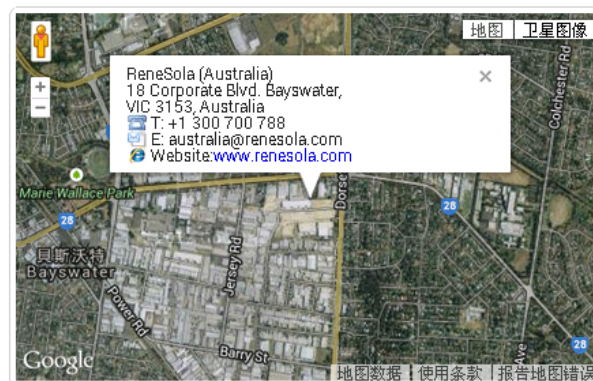 地图
卫星图像
ReneSola (Australia)
18 Corporate Blvd. Bayswater,
VIC 3153, Australia
T: +1 300 700 788
E: australia@renesola.com
Website:www.renesola.com
+
−
Colchester Rd
Marie Wallace Park
28
28
Dorse
貝斯沃特
Bayswater
Jersey Rd
Power Rd
Barry St
28
Ave
Google
地图数据
使用条款
报告地图错误